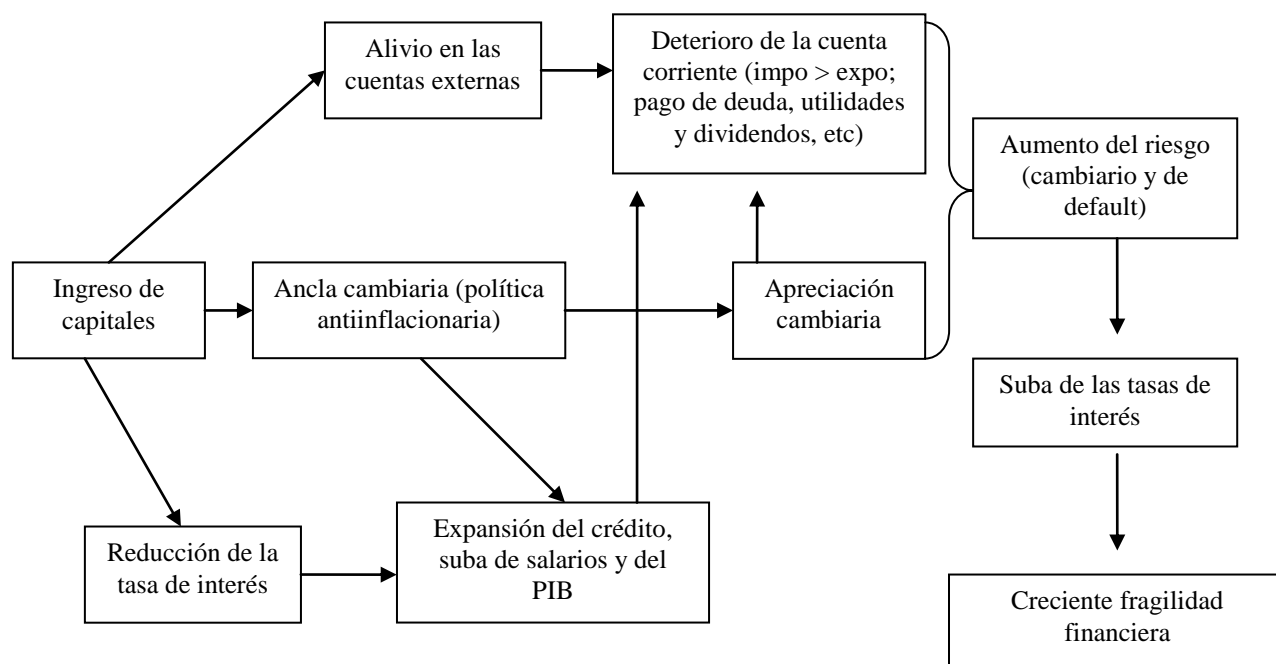 Alivio en las
cuentas externas
Deterioro de la cuenta
corriente (impo > expo;
pago de deuda, utilidades
y dividendos, etc)
Aumento del riesgo
(cambiario y de
default)
Ingreso de
capitales
Ancla cambiaria (política
antiinflacionaria)
Apreciación
cambiaria
Suba de las tasas de
interés
Reducción de la
tasa de interés
Expansión del crédito,
suba de salarios y del
PIB
Creciente fragilidad
financiera